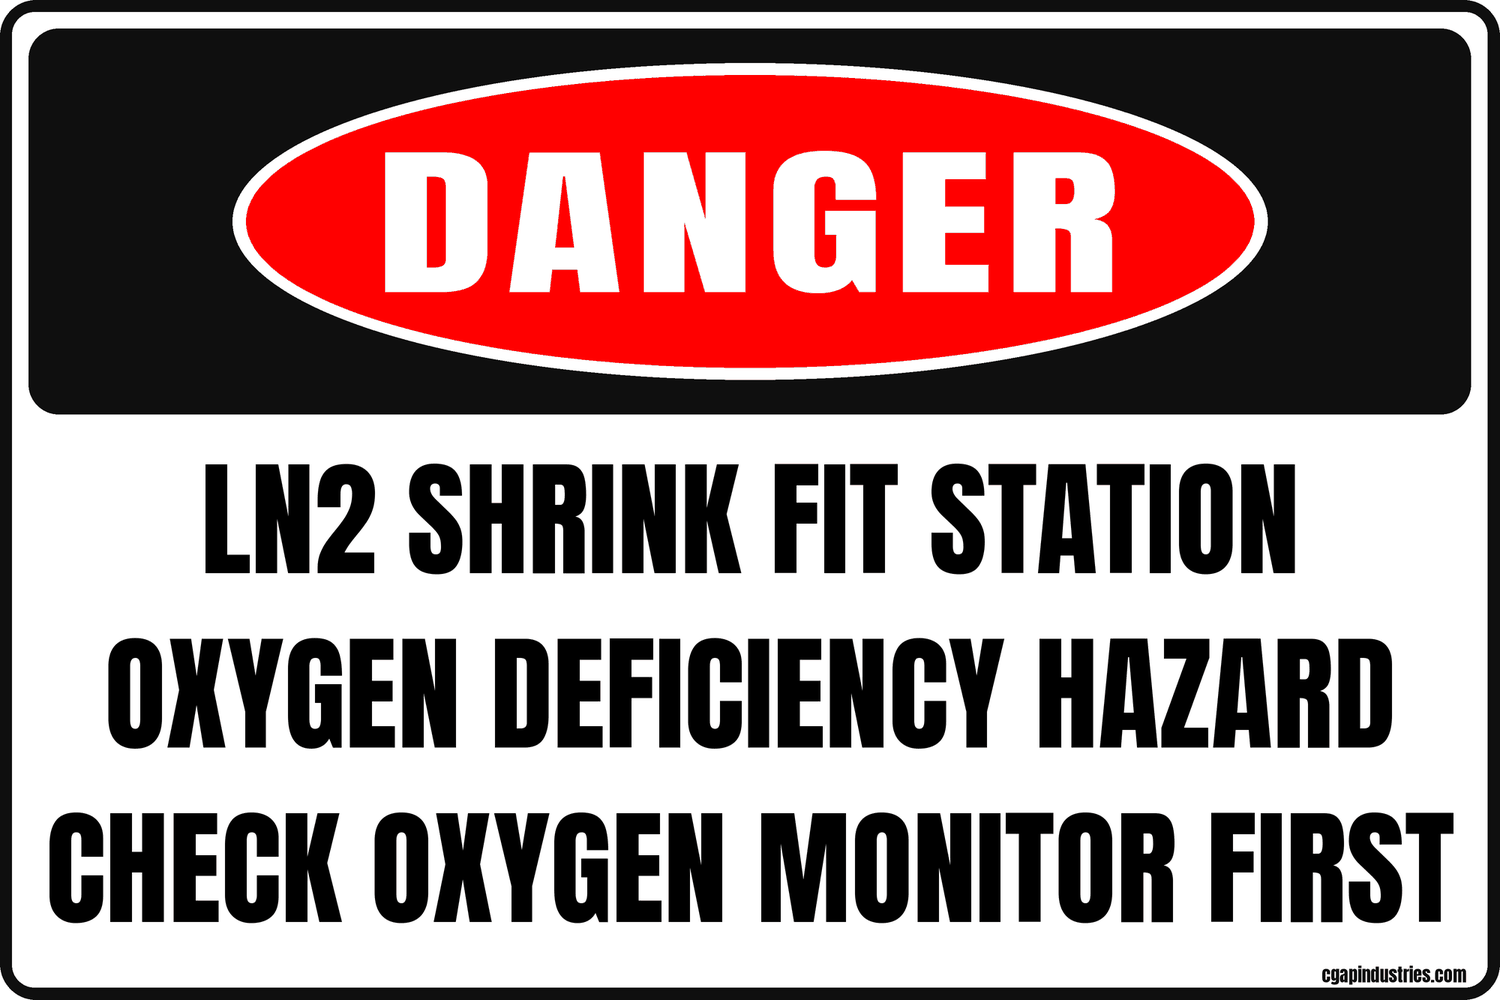 DANGER
LN2 SHRINK FIT STATION
OXYGEN DEFICIENCY HAZARD
CHECK OXYGEN MONITOR FIRST
cgapindustries.com